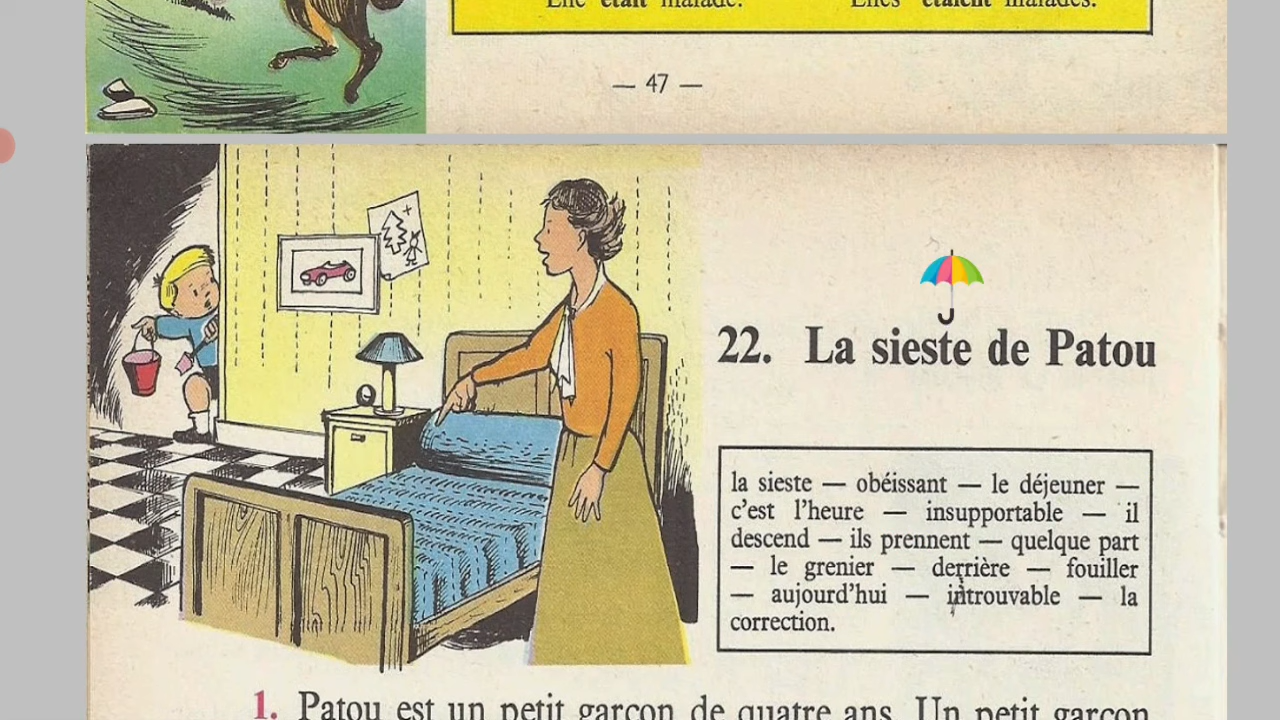 Elle était malade. Elles étaient malades.
— 47 —
22. La sieste de Patou
la sieste — obéissant — le déjeuner —
c'est l'heure — insupportable — il
descend — ils prennent — quelque part
— le grenier — derrière — fouiller
— aujourd'hui — introuvable — la
correction.
1. Patou est un petit garçon de quatre ans. Un petit garçon